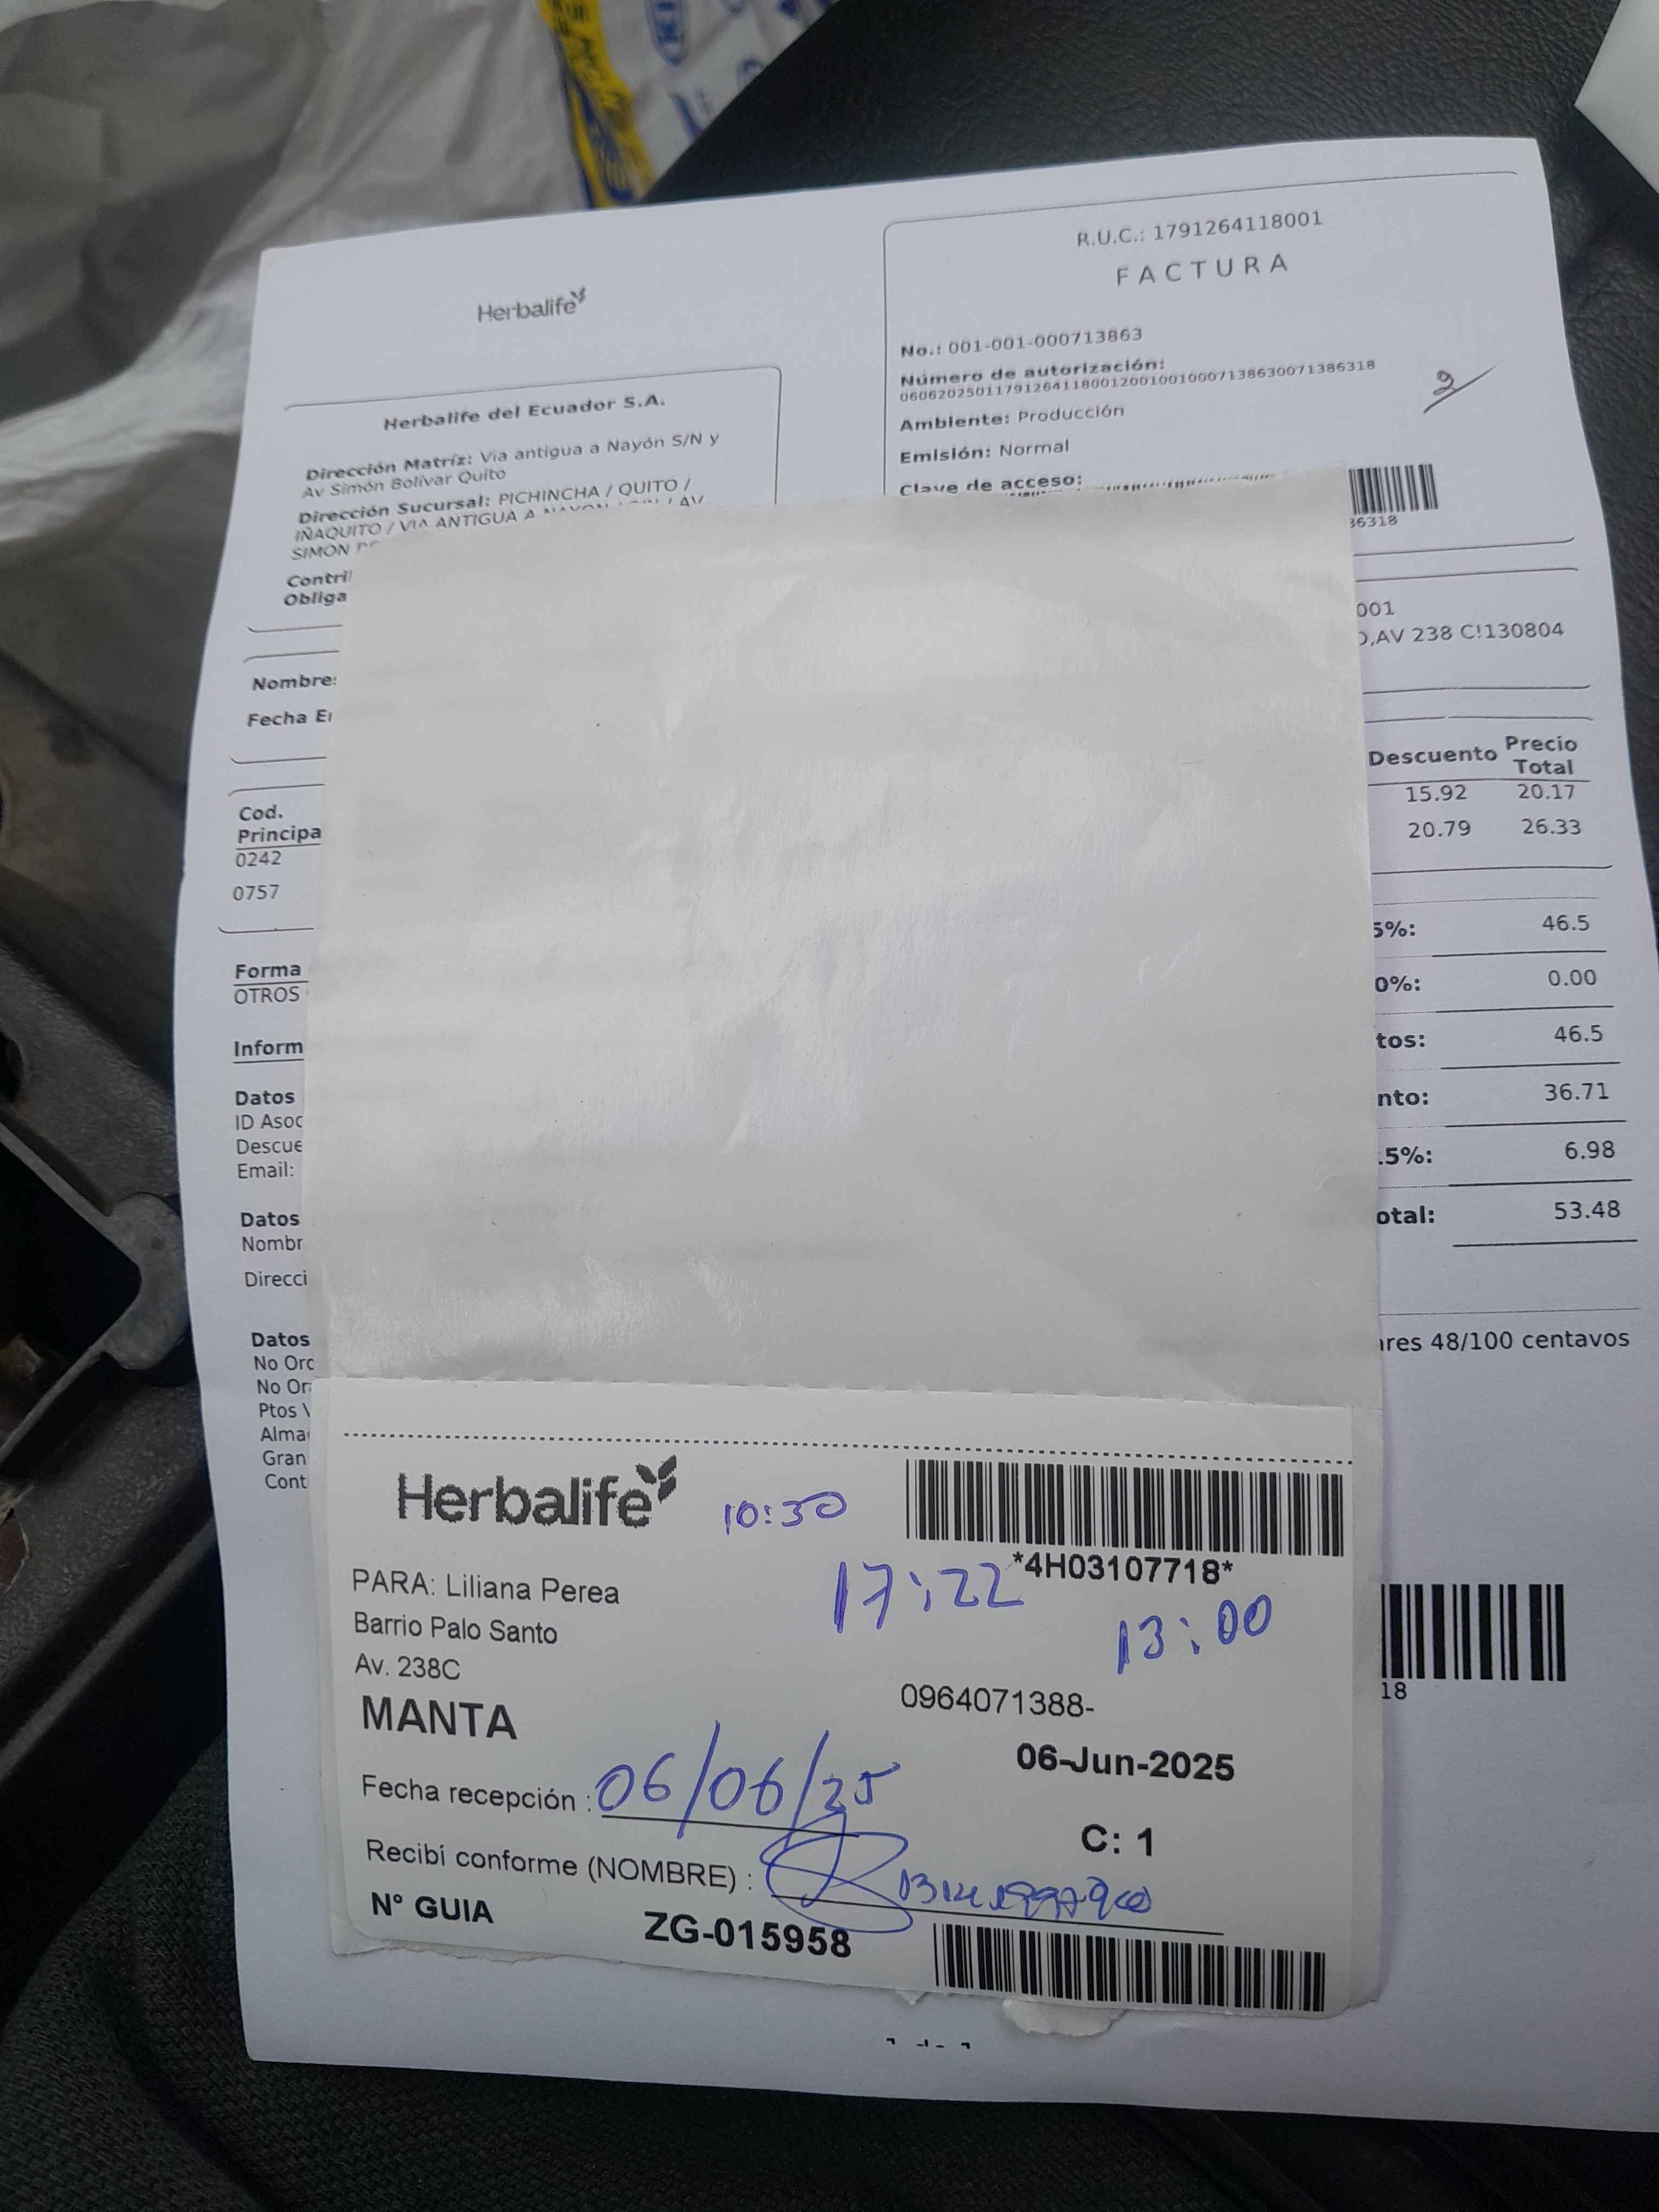 Herbalife
Herbalife del Ecuador S.A.
Dirección Matríz: Via antigua a Nayón S/N y
Av Simón Bolívar Quito
Dirección Sucursal: PICHINCHA / QUITO /
IÑAQUITO / VIA ANTIGUA A NAYON / AV
SIMON
Contri
Obliga
R.U.C.: 1791264118001
FACTURA
No.: 001-001-000713863
Número de autorización:
0606202501179126411800120010010007138630071386318
Ambiente: Producción
Emisión: Normal
Clave de acceso:
36318
2
Nombre:
Fecha E
001
,AV 238 C!130804
Cod.
Principa
Descuento Precio
Total
0242 15.92 20.17
0757 20.79 26.33
Forma
OTROS
Inform
5%: 46.5
0%: 0.00
tos: 46.5
nto: 36.71
.5%: 6.98
otal: 53.48
Datos
ID Asoc
Descue
Email:
Datos
Nombr
Direcci
ares 48/100 centavos
Datos
No Orc
No Or
Ptos V
Alma
Gran
Cont
18
Herbalife
10:30
*4H03107718*
17:22
13:00
PARA: Liliana Perea
Barrio Palo Santo
Av. 238C
0964071388-
MANTA
06-Jun-2025
Fecha recepción : 06/06/25
C: 1
Recibí conforme (NOMBRE) :
N° GUIA ZG-015958